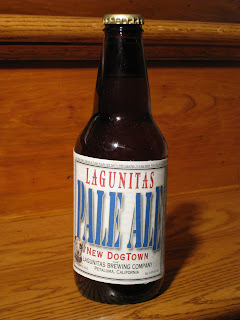 LAGUNITAS
PALE ALE
NEW DOGTOWN
LAGUNITAS BREWING COMPANY
PETALUMA, CALIFORNIA